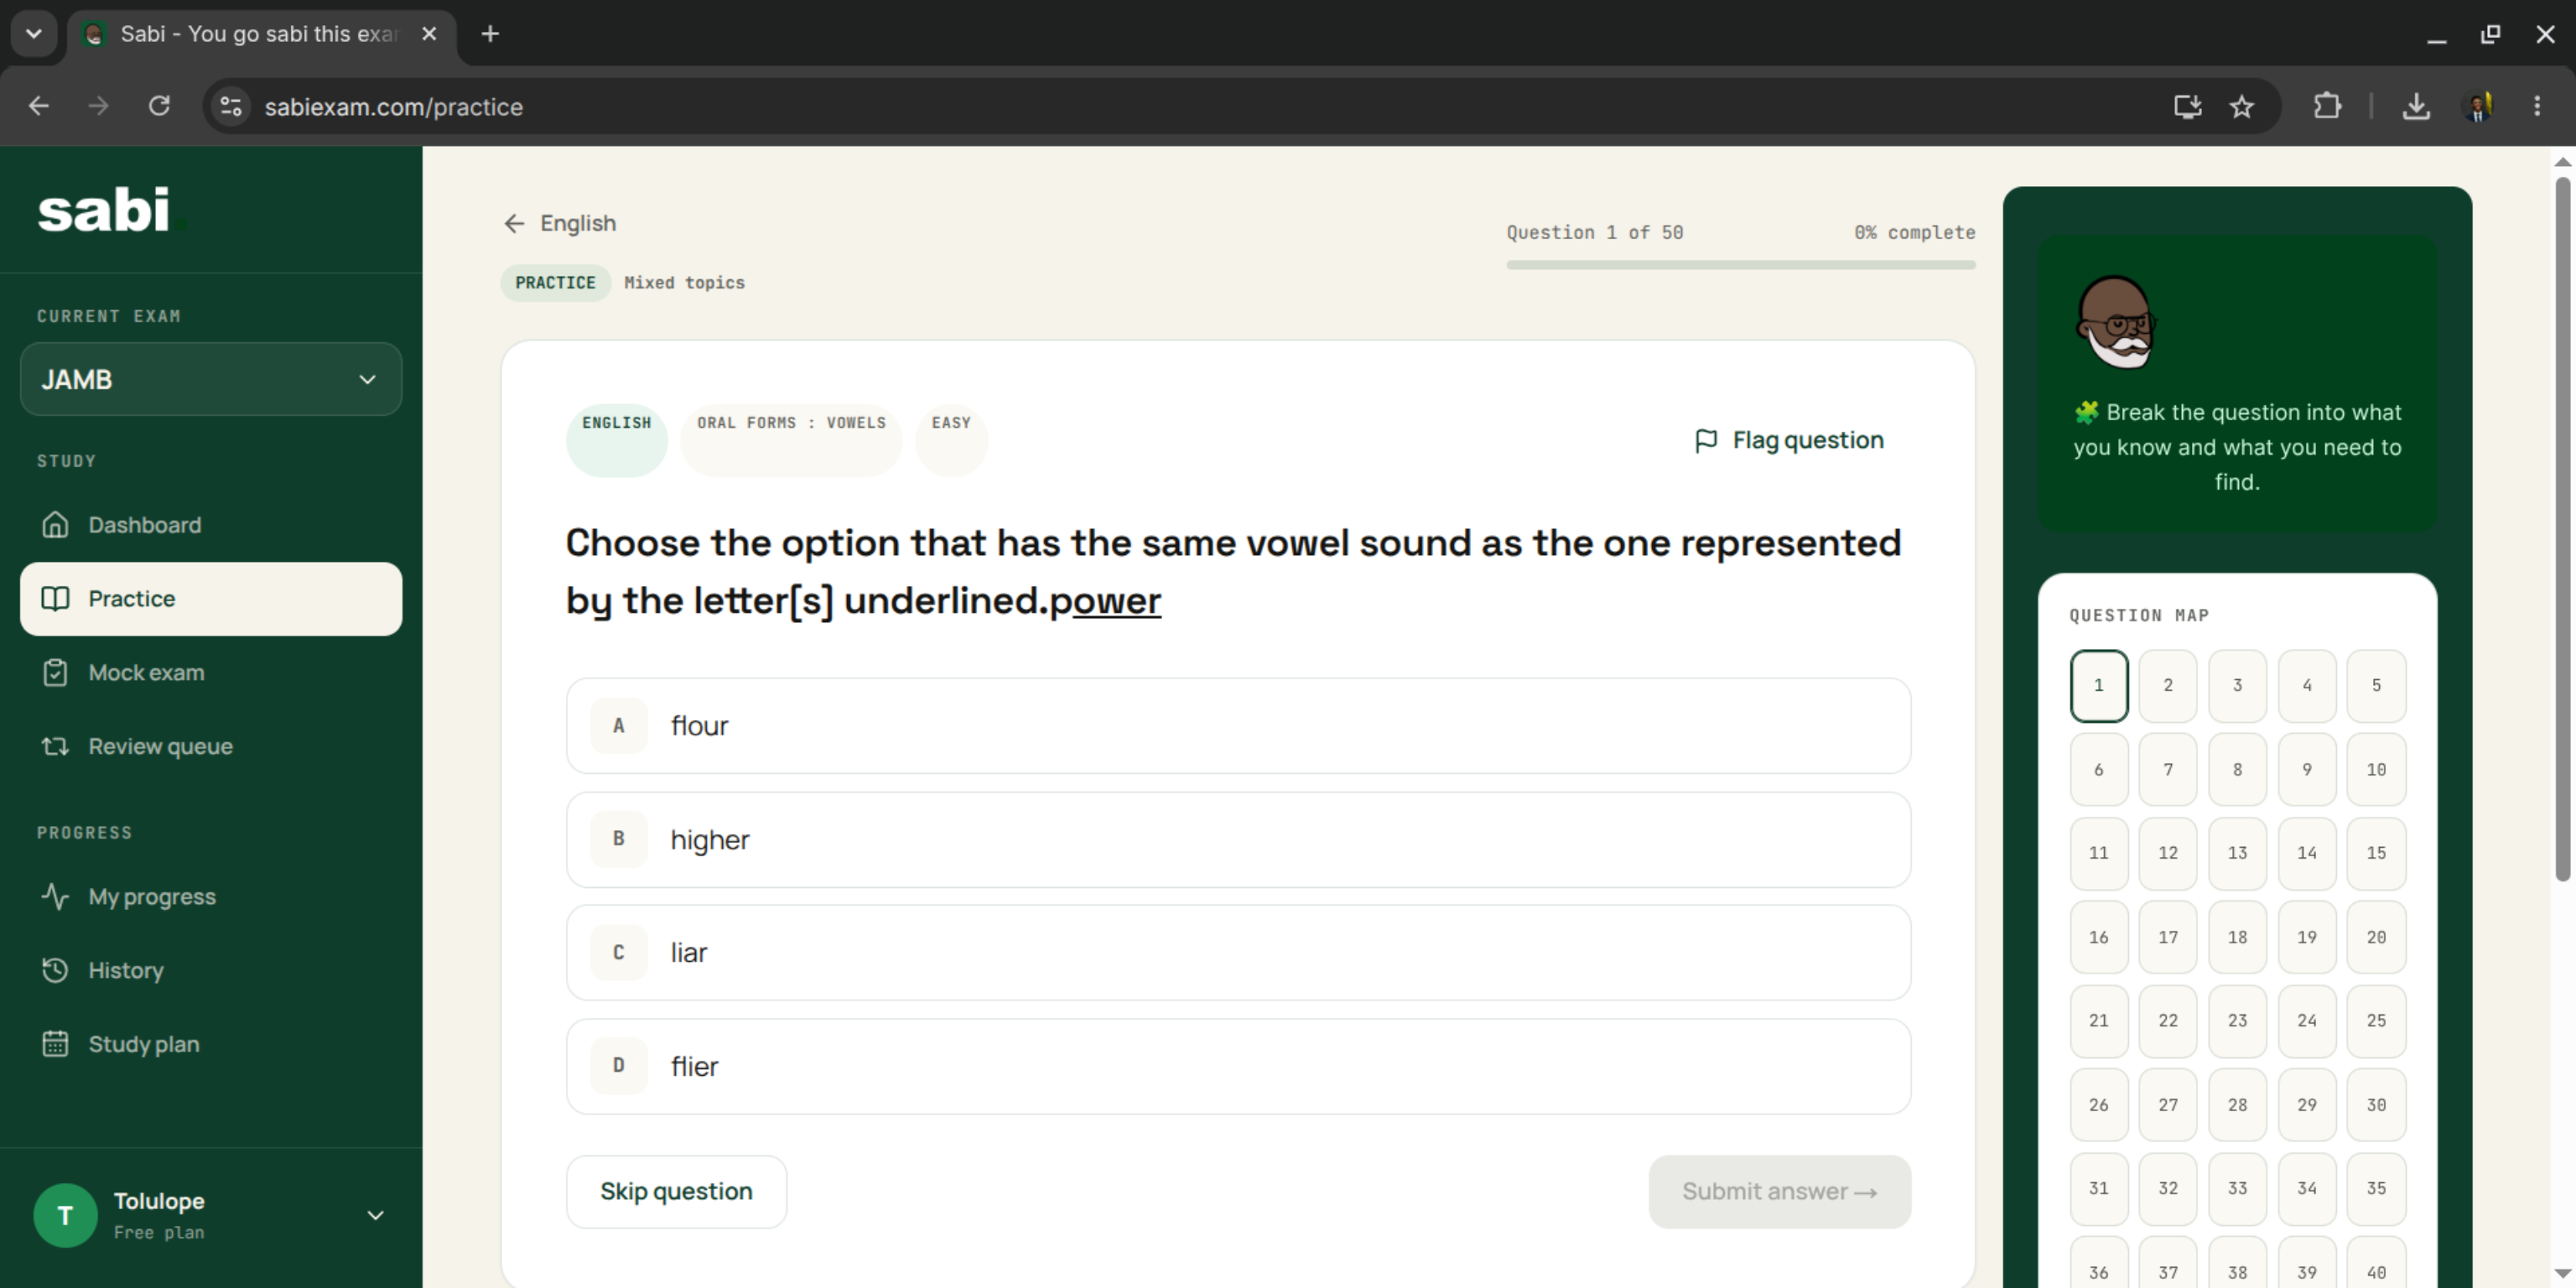 Sabi - You go sabi this exa
sabiexam.com/practice
sabi.
CURRENT EXAM
JAMB
STUDY
Dashboard
Practice
Mock exam
Review queue
PROGRESS
My progress
History
Study plan
T
Tolulope
Free plan
English
PRACTICE Mixed topics
Question 1 of 50 0% complete
ENGLISH ORAL FORMS : VOWELS EASY
Flag question
Choose the option that has the same vowel sound as the one represented
by the letter[s] underlined.power
A flour
B higher
C liar
D flier
Skip question
Submit answer →
🧩 Break the question into what
you know and what you need to
find.
QUESTION MAP
1 2 3 4 5
6 7 8 9 10
11 12 13 14 15
16 17 18 19 20
21 22 23 24 25
26 27 28 29 30
31 32 33 34 35
36 37 38 39 40